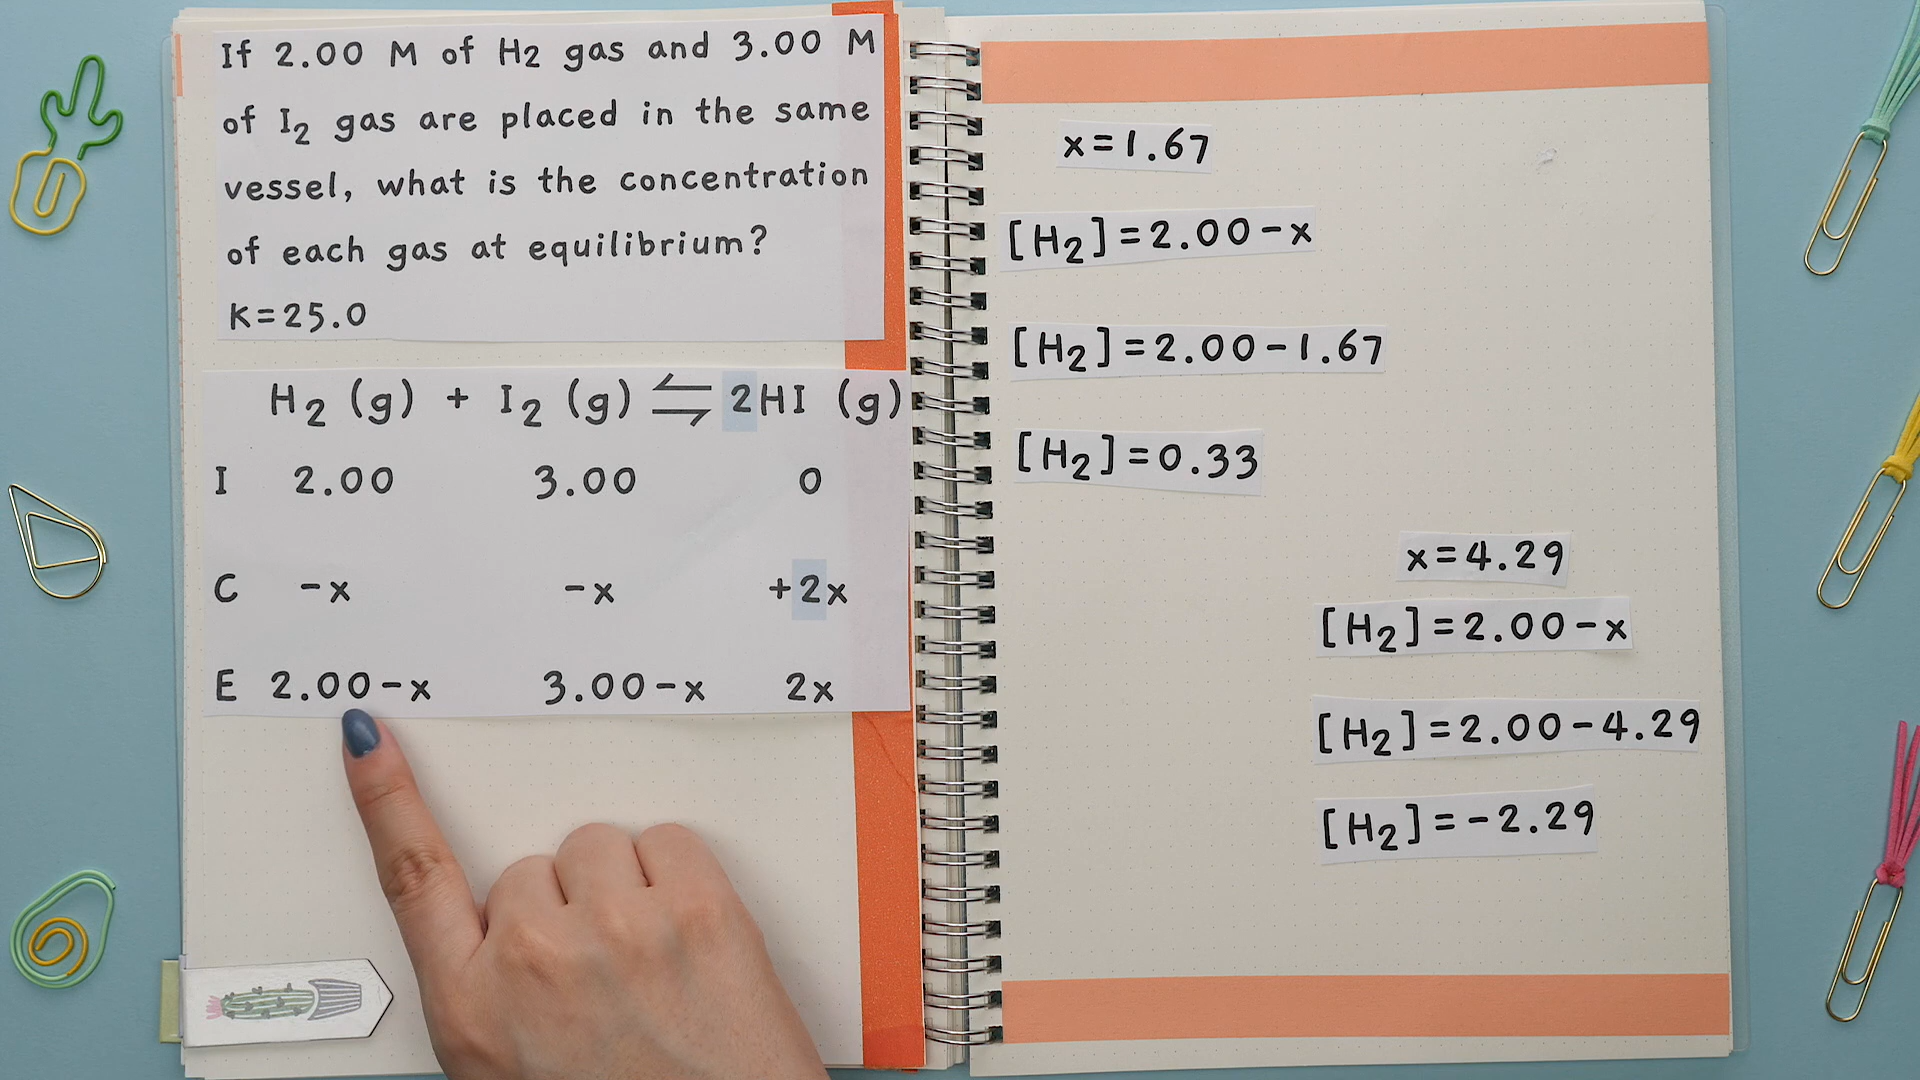 If 2.00 M of H2 gas and 3.00 M
of I2 gas are placed in the same
vessel, what is the concentration
of each gas at equilibrium?
K=25.0
H2 (g) + I2 (g) ⇌ 2HI (g)
I 2.00 3.00 0
C -x -x +2x
E 2.00-x 3.00-x 2x
x=1.67
[H2]=2.00-x
[H2]=2.00-1.67
[H2]=0.33
x=4.29
[H2]=2.00-x
[H2]=2.00-4.29
[H2]=-2.29